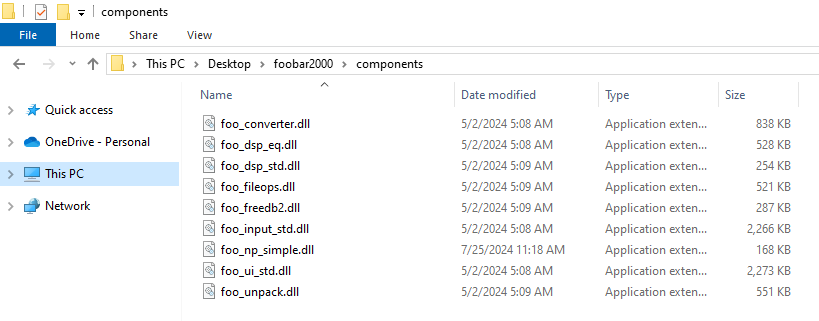 components
File Home Share View
This PC Desktop foobar2000 components
Name Date modified Type Size
Quick access
OneDrive - Personal
This PC
Network
foo_converter.dll 5/2/2024 5:08 AM Application exten... 838 KB
foo_dsp_eq.dll 5/2/2024 5:08 AM Application exten... 528 KB
foo_dsp_std.dll 5/2/2024 5:09 AM Application exten... 254 KB
foo_fileops.dll 5/2/2024 5:09 AM Application exten... 521 KB
foo_freedb2.dll 5/2/2024 5:09 AM Application exten... 287 KB
foo_input_std.dll 5/2/2024 5:08 AM Application exten... 2,266 KB
foo_np_simple.dll 7/25/2024 11:18 AM Application exten... 168 KB
foo_ui_std.dll 5/2/2024 5:08 AM Application exten... 2,273 KB
foo_unpack.dll 5/2/2024 5:09 AM Application exten... 551 KB